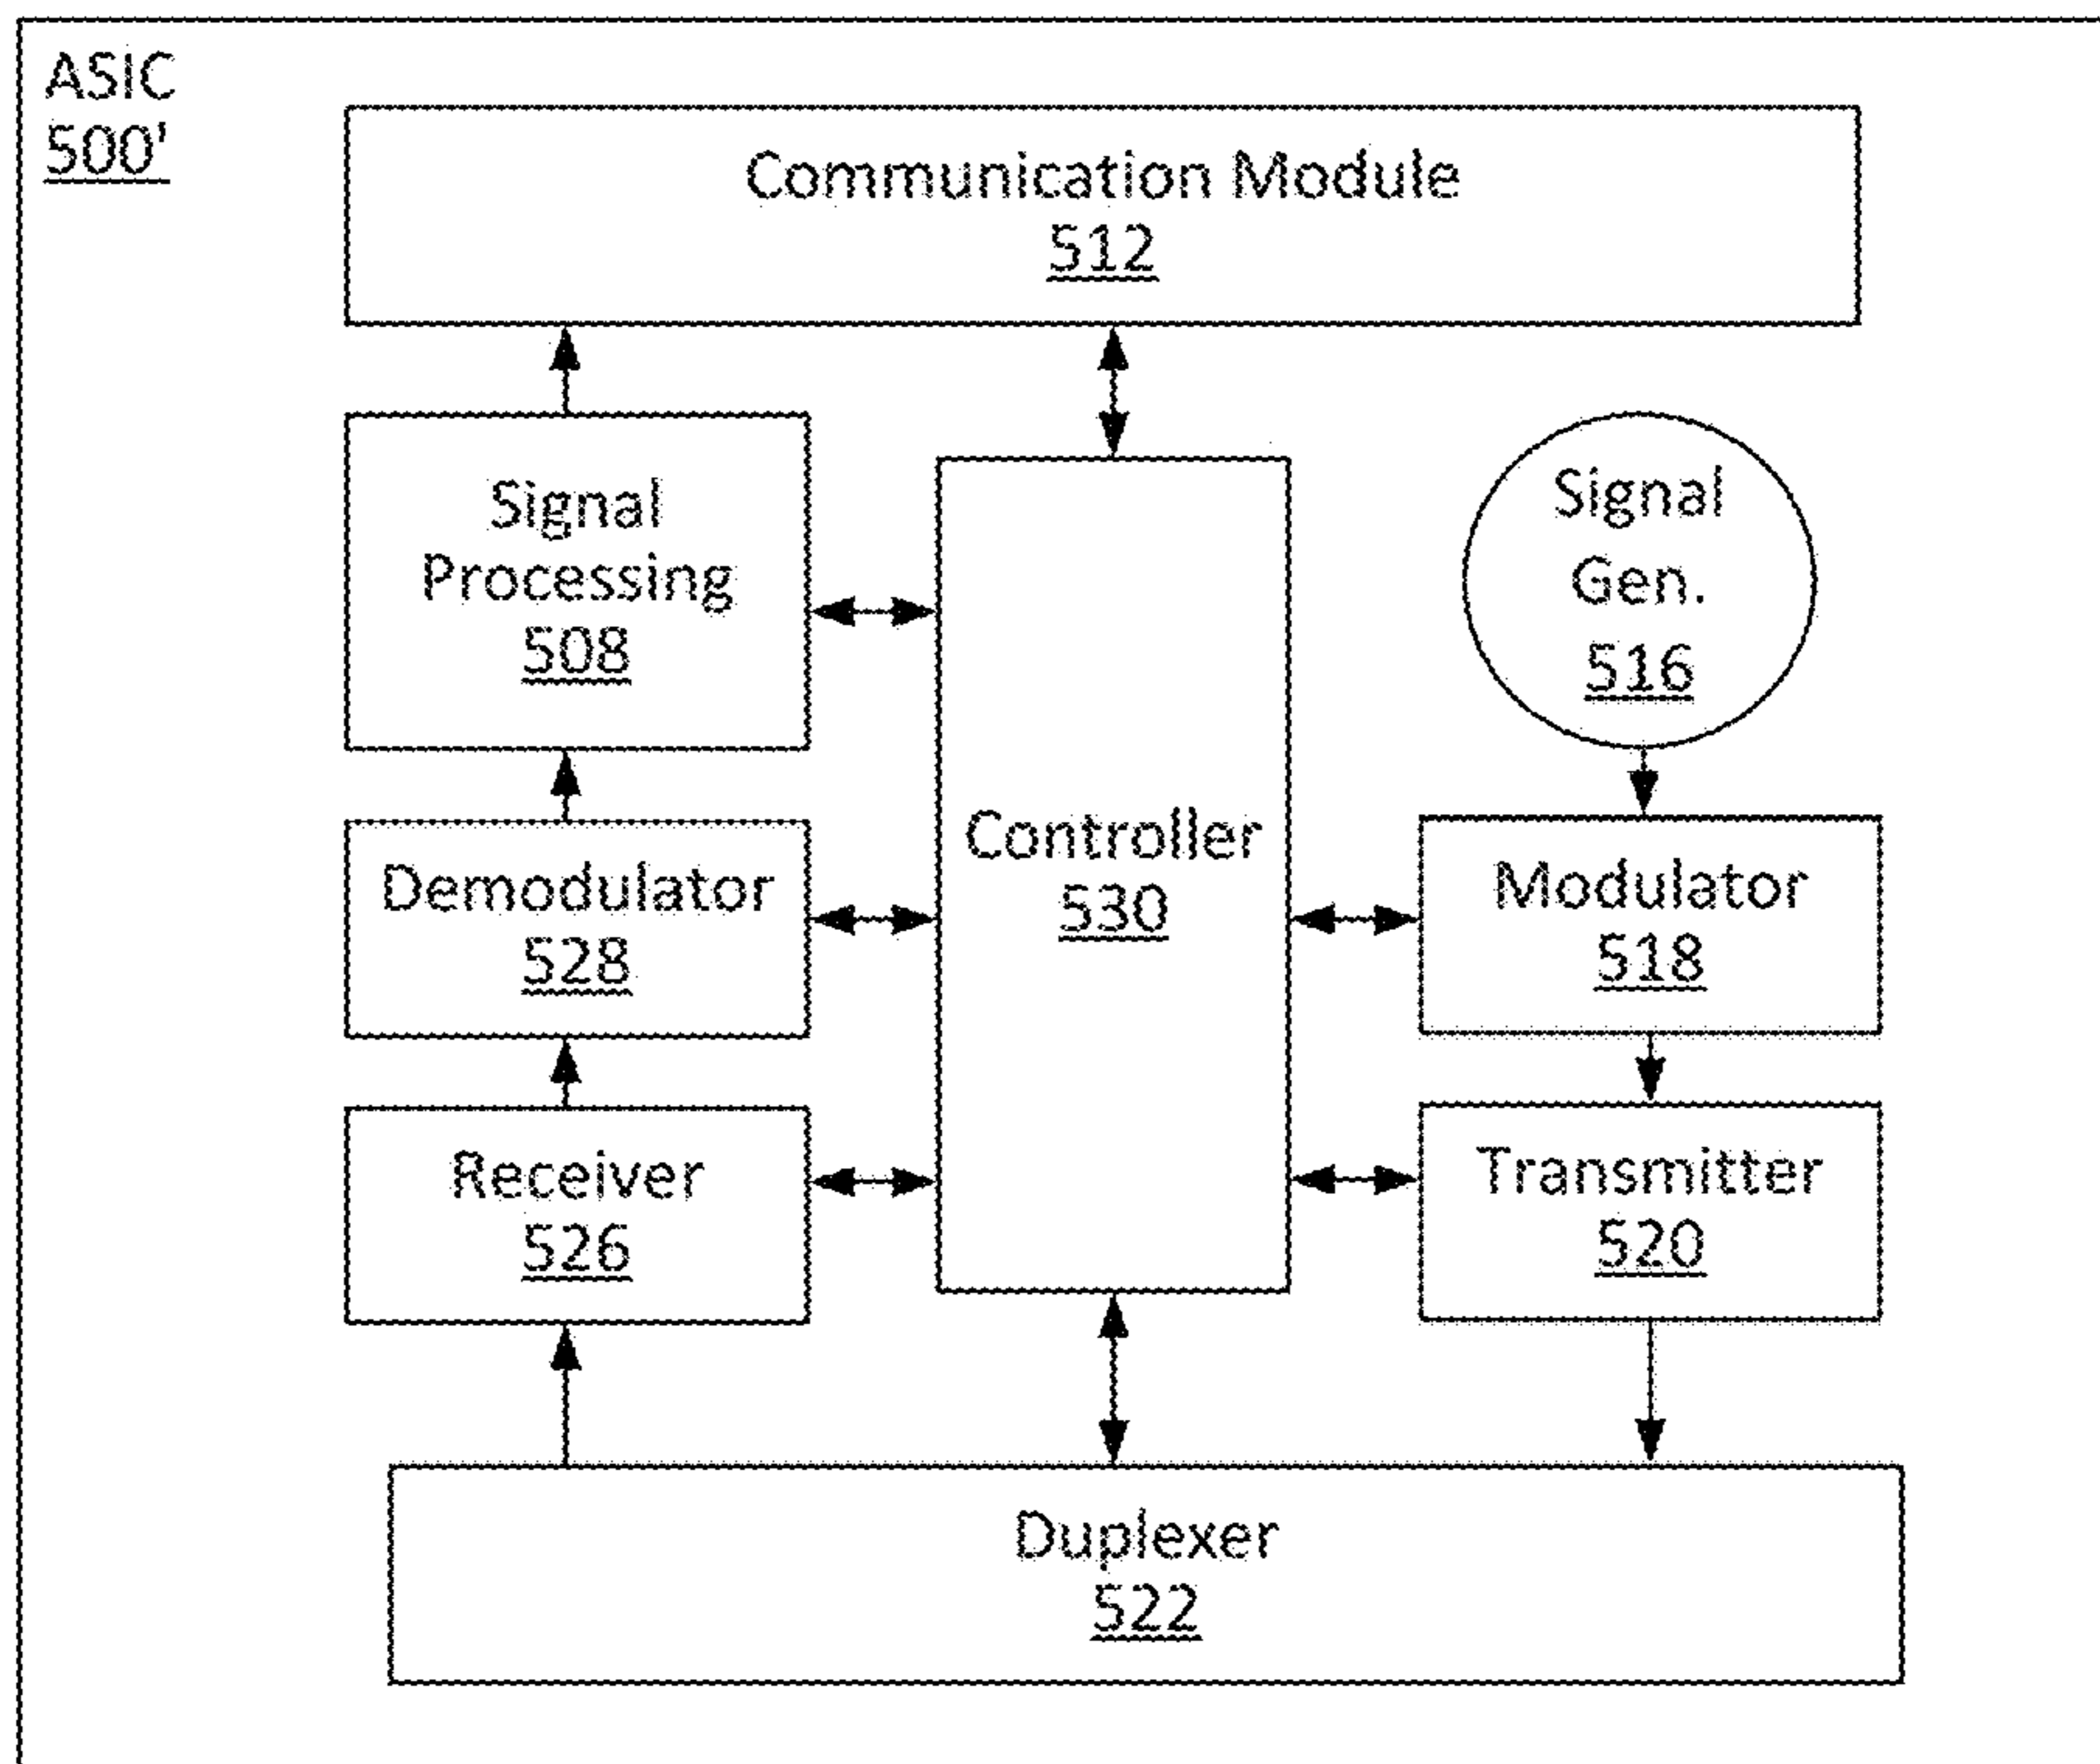 ASIC
500'
Communication Module
512
Signal
Processing
508
Signal
Gen.
516
Controller
530
Demodulator
528
Modulator
518
Receiver
526
Transmitter
520
Duplexer
522